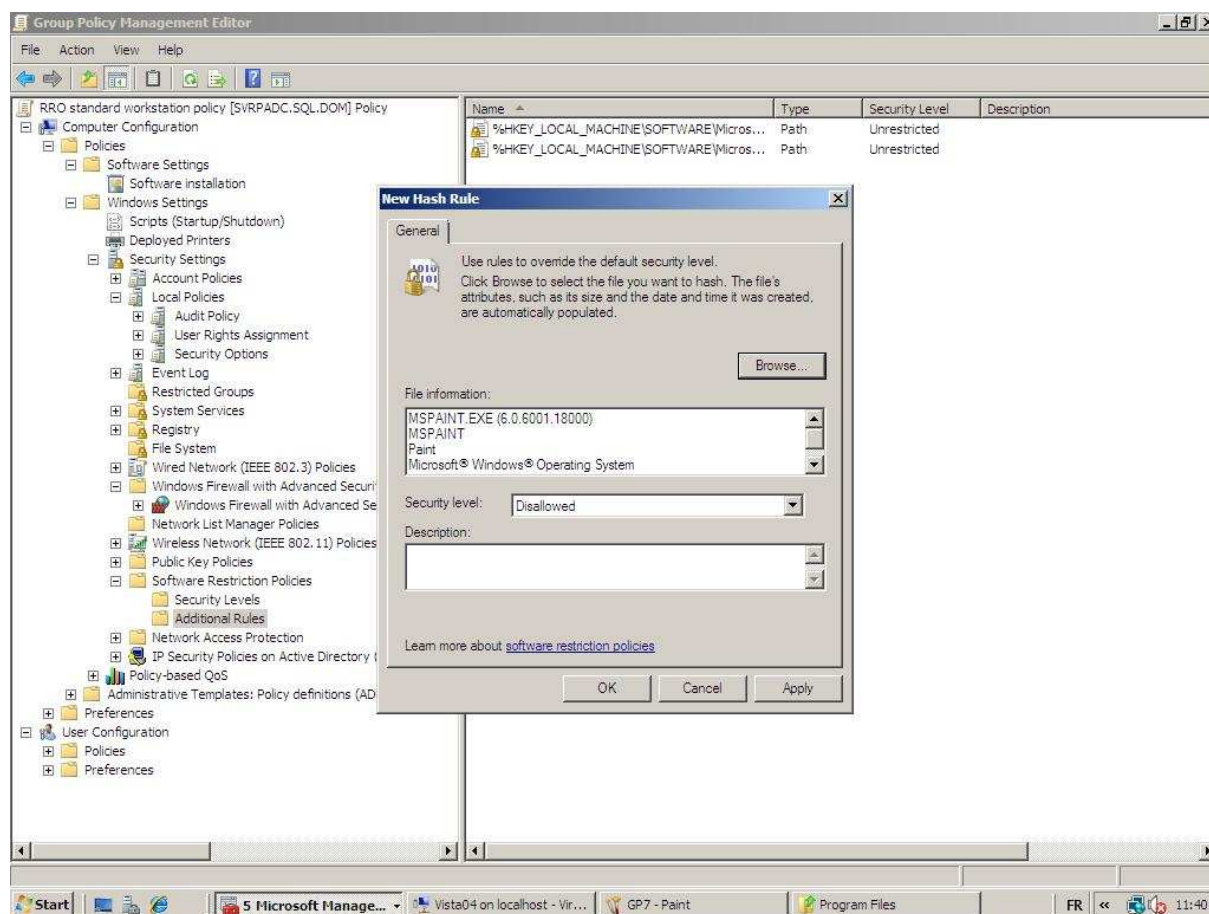 Group Policy Management Editor
File Action View Help
RRO standard workstation policy [SVRPADC.SQL.DOM] Policy
Computer Configuration
Policies
Software Settings
Software installation
Windows Settings
Scripts (Startup/Shutdown)
Deployed Printers
Security Settings
Account Policies
Local Policies
Audit Policy
User Rights Assignment
Security Options
Event Log
Restricted Groups
System Services
Registry
File System
Wired Network (IEEE 802.3) Policies
Windows Firewall with Advanced Securi
Windows Firewall with Advanced Se
Network List Manager Policies
Wireless Network (IEEE 802.11) Policies
Public Key Policies
Software Restriction Policies
Security Levels
Additional Rules
Network Access Protection
IP Security Policies on Active Directory (
Policy-based QoS
Administrative Templates: Policy definitions (AD
Preferences
User Configuration
Policies
Preferences
Name Type Security Level Description
%HKEY_LOCAL_MACHINE\SOFTWARE\Micros... Path Unrestricted
%HKEY_LOCAL_MACHINE\SOFTWARE\Micros... Path Unrestricted
New Hash Rule
General
Use rules to override the default security level.
Click Browse to select the file you want to hash. The file's
attributes, such as its size and the date and time it was created,
are automatically populated.
Browse...
File information:
MSPAINT.EXE (6.0.6001.18000)
MSPAINT
Paint
Microsoft® Windows® Operating System
Security level: Disallowed
Description:
Learn more about software restriction policies
OK Cancel Apply
Start 5 Microsoft Manage... Vista04 on localhost - Vir... GP7 - Paint Program Files FR « 11:40